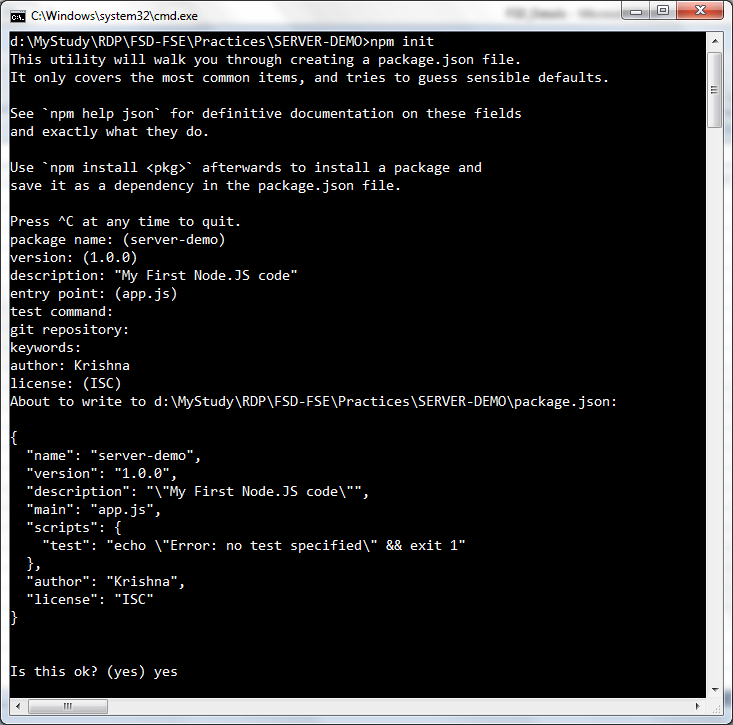 C:\Windows\system32\cmd.exe
d:\MyStudy\RDP\FSD-FSE\Practices\SERVER-DEMO>npm init
This utility will walk you through creating a package.json file.
It only covers the most common items, and tries to guess sensible defaults.

See `npm help json` for definitive documentation on these fields
and exactly what they do.

Use `npm install <pkg>` afterwards to install a package and
save it as a dependency in the package.json file.

Press ^C at any time to quit.
package name: (server-demo)
version: (1.0.0)
description: "My First Node.JS code"
entry point: (app.js)
test command:
git repository:
keywords:
author: Krishna
license: (ISC)
About to write to d:\MyStudy\RDP\FSD-FSE\Practices\SERVER-DEMO\package.json:

{
  "name": "server-demo",
  "version": "1.0.0",
  "description": "\"My First Node.JS code\"",
  "main": "app.js",
  "scripts": {
    "test": "echo \"Error: no test specified\" && exit 1"
  },
  "author": "Krishna",
  "license": "ISC"
}

Is this ok? (yes) yes